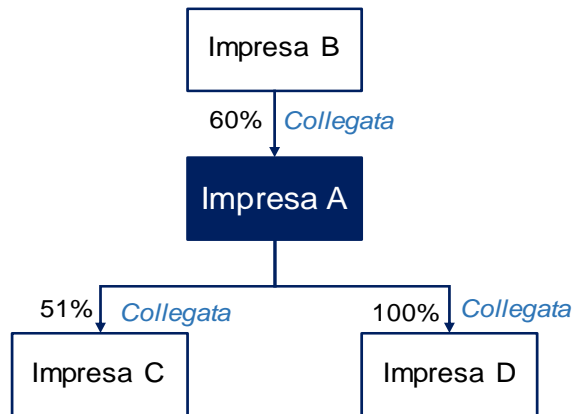 Impresa B
60% Collegata
Impresa A
51% Collegata
100% Collegata
Impresa C
Impresa D